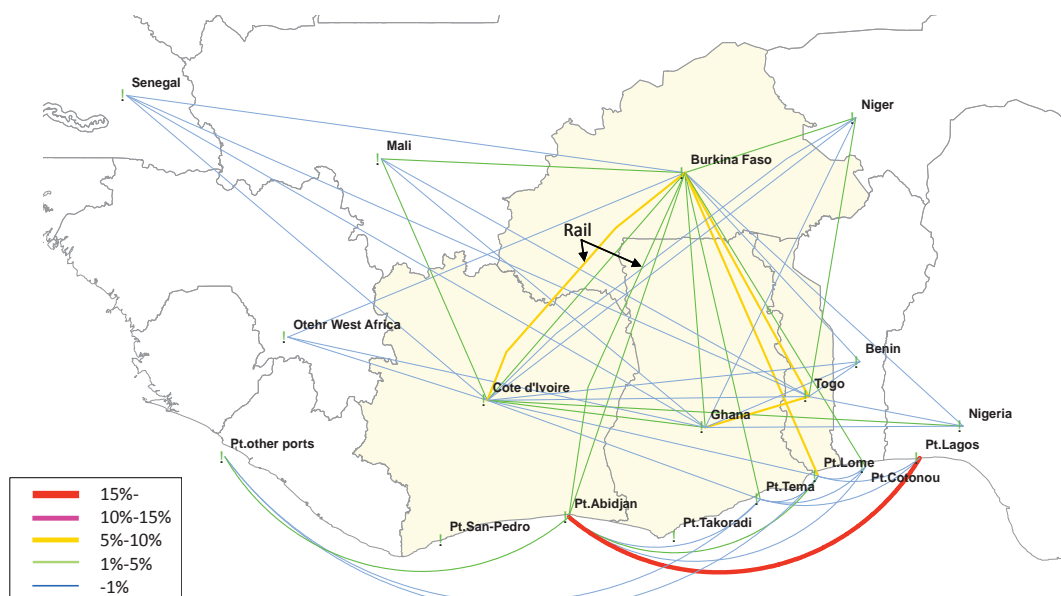 Senegal
Niger
Mali
Burkina Faso
Rail
Otehr West Africa
Benin
Cote d'Ivoire
Togo
Ghana
Nigeria
Pt.other ports
Pt.Lagos
Pt.Lome
Pt.Cotonou
Pt.Tema
Pt.Abidjan
Pt.San-Pedro
Pt.Takoradi
15%-
10%-15%
5%-10%
1%-5%
-1%